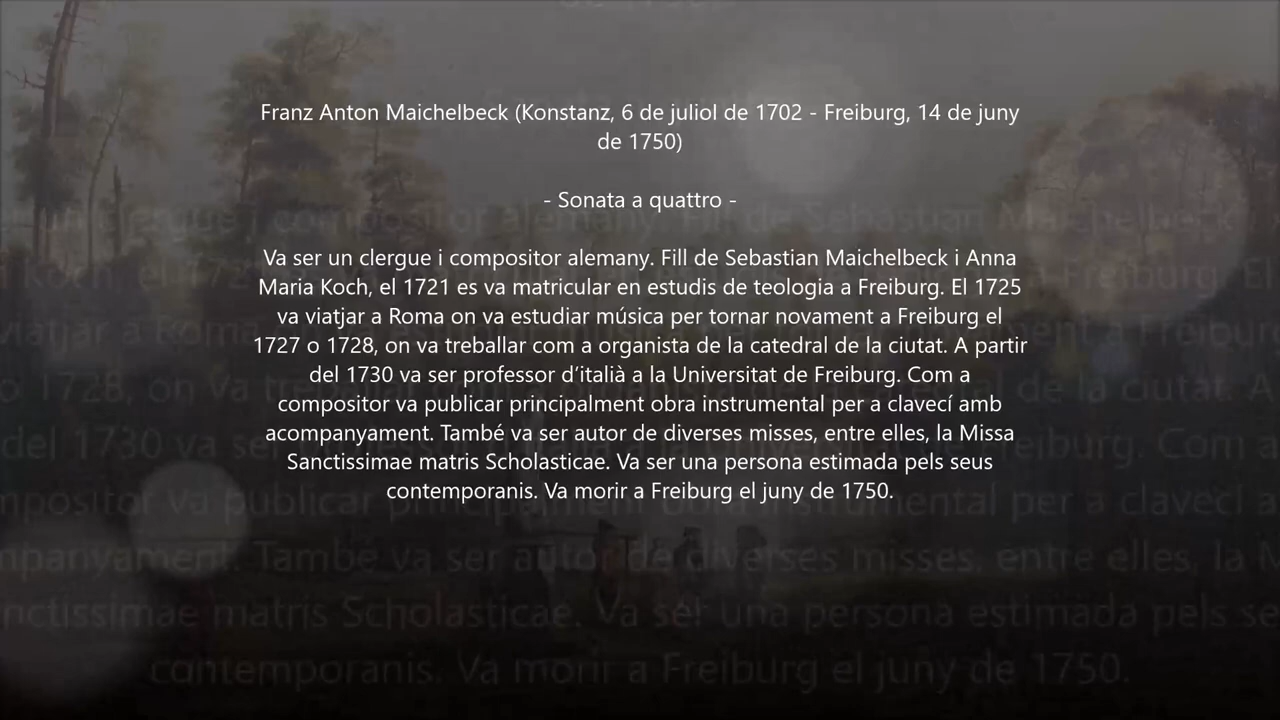 Franz Anton Maichelbeck (Konstanz, 6 de juliol de 1702 - Freiburg, 14 de juny
de 1750)
- Sonata a quattro -
Va ser un clergue i compositor alemany. Fill de Sebastian Maichelbeck i Anna
Maria Koch, el 1721 es va matricular en estudis de teologia a Freiburg. El 1725
va viatjar a Roma on va estudiar música per tornar novament a Freiburg el
1727 o 1728, on va treballar com a organista de la catedral de la ciutat. A partir
del 1730 va ser professor d’italià a la Universitat de Freiburg. Com a
compositor va publicar principalment obra instrumental per a clavecí amb
acompanyament. També va ser autor de diverses misses, entre elles, la Missa
Sanctissimae matris Scholasticae. Va ser una persona estimada pels seus
contemporanis. Va morir a Freiburg el juny de 1750.